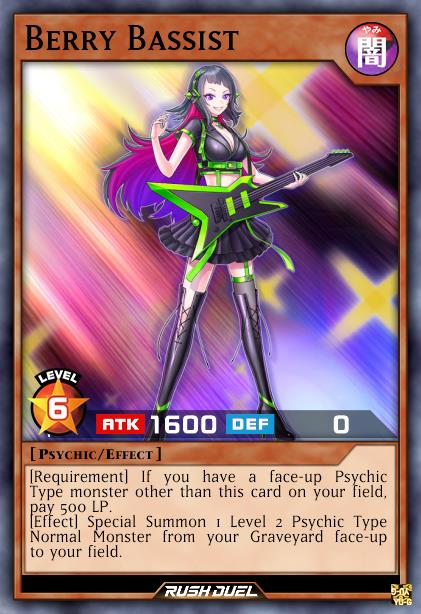 BERRY BASSIST
やみ
闇
LEVEL
6
ATK 1600 DEF 0
[PSYCHIC/EFFECT]
[Requirement] If you have a face-up Psychic
Type monster other than this card on your field,
pay 500 LP.
[Effect] Special Summon 1 Level 2 Psychic Type
Normal Monster from your Graveyard face-up
to your field.
RUSH DUEL